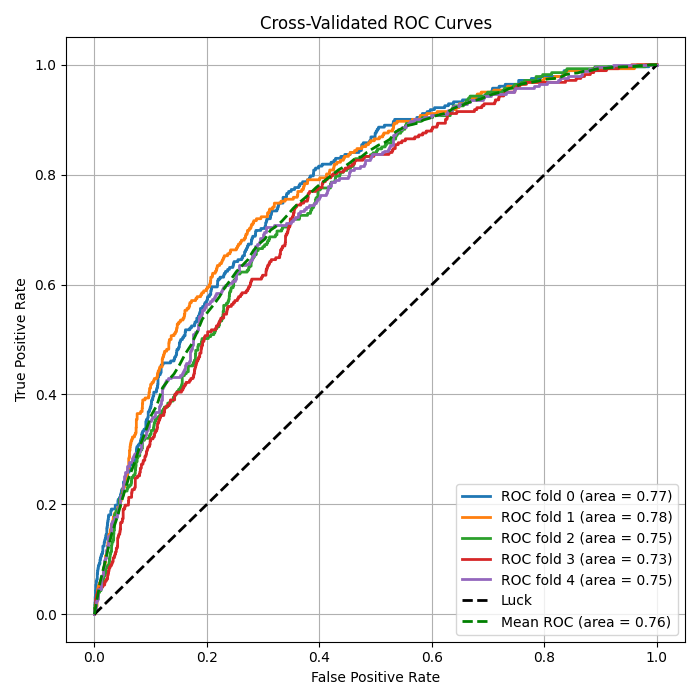 Cross-Validated ROC Curves
True Positive Rate
1.0
0.8
0.6
0.4
0.2
0.0
0.0 0.2 0.4 0.6 0.8 1.0
False Positive Rate
ROC fold 0 (area = 0.77)
ROC fold 1 (area = 0.78)
ROC fold 2 (area = 0.75)
ROC fold 3 (area = 0.73)
ROC fold 4 (area = 0.75)
Luck
Mean ROC (area = 0.76)